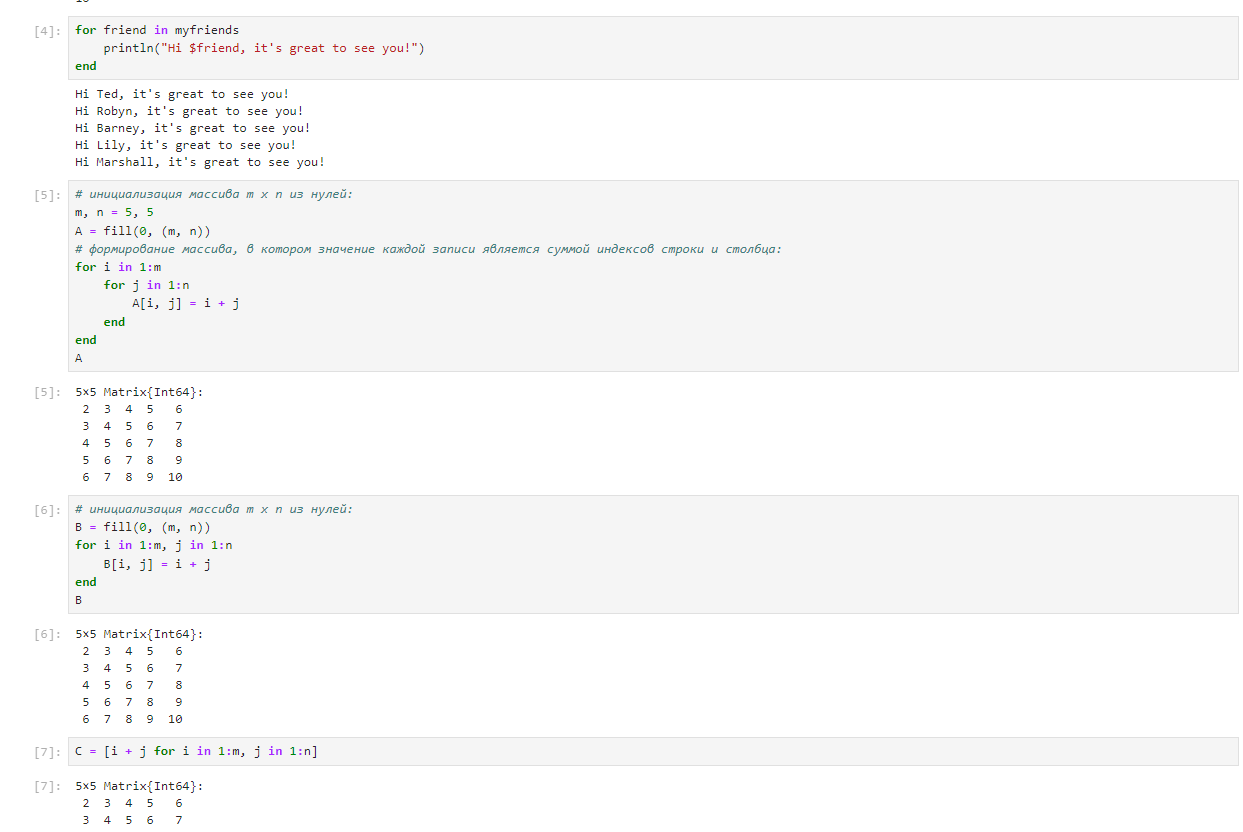 [4]: for friend in myfriends
    println("Hi $friend, it's great to see you!")
end
Hi Ted, it's great to see you!
Hi Robyn, it's great to see you!
Hi Barney, it's great to see you!
Hi Lily, it's great to see you!
Hi Marshall, it's great to see you!
[5]: # инициализация массива m x n из нулей:
m, n = 5, 5
A = fill(0, (m, n))
# формирование массива, в котором значение каждой записи является суммой индексов строки и столбца:
for i in 1:m
    for j in 1:n
        A[i, j] = i + j
    end
end
A
[5]: 5×5 Matrix{Int64}:
 2  3  4  5   6
 3  4  5  6   7
 4  5  6  7   8
 5  6  7  8   9
 6  7  8  9  10
[6]: # инициализация массива m x n из нулей:
B = fill(0, (m, n))
for i in 1:m, j in 1:n
    B[i, j] = i + j
end
B
[6]: 5×5 Matrix{Int64}:
 2  3  4  5   6
 3  4  5  6   7
 4  5  6  7   8
 5  6  7  8   9
 6  7  8  9  10
[7]: C = [i + j for i in 1:m, j in 1:n]
[7]: 5×5 Matrix{Int64}:
 2  3  4  5   6
 3  4  5  6   7